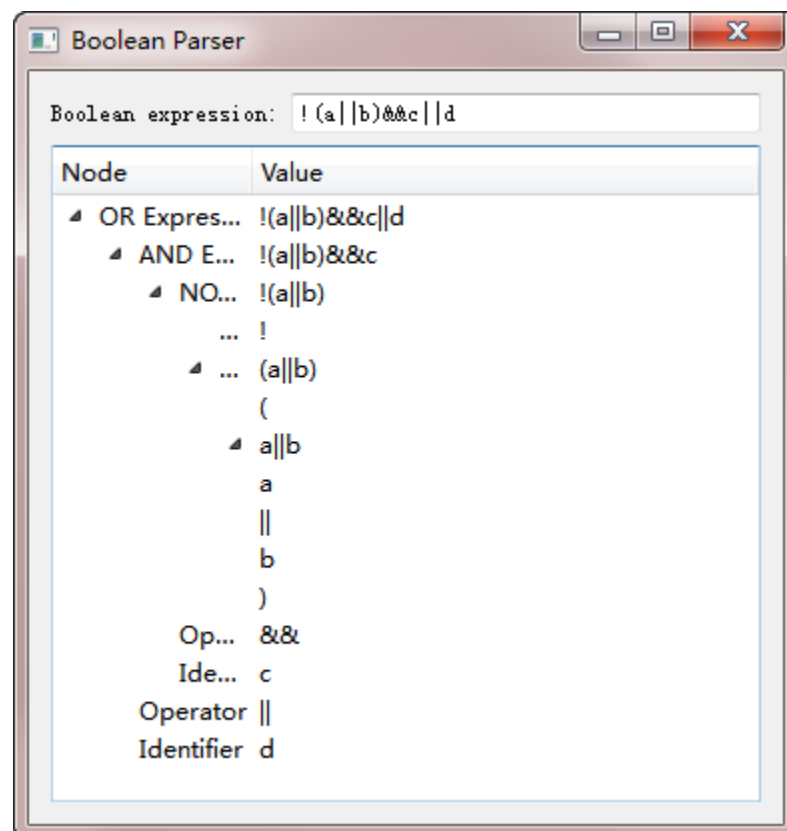 Boolean Parser
Boolean expression: !(a||b)&&c||d
Node Value
OR Expres... !(a||b)&&c||d
AND E... !(a||b)&&c
NO... !(a||b)
... !
... (a||b)
(
a||b
a
||
b
)
Op... &&
Ide... c
Operator ||
Identifier d